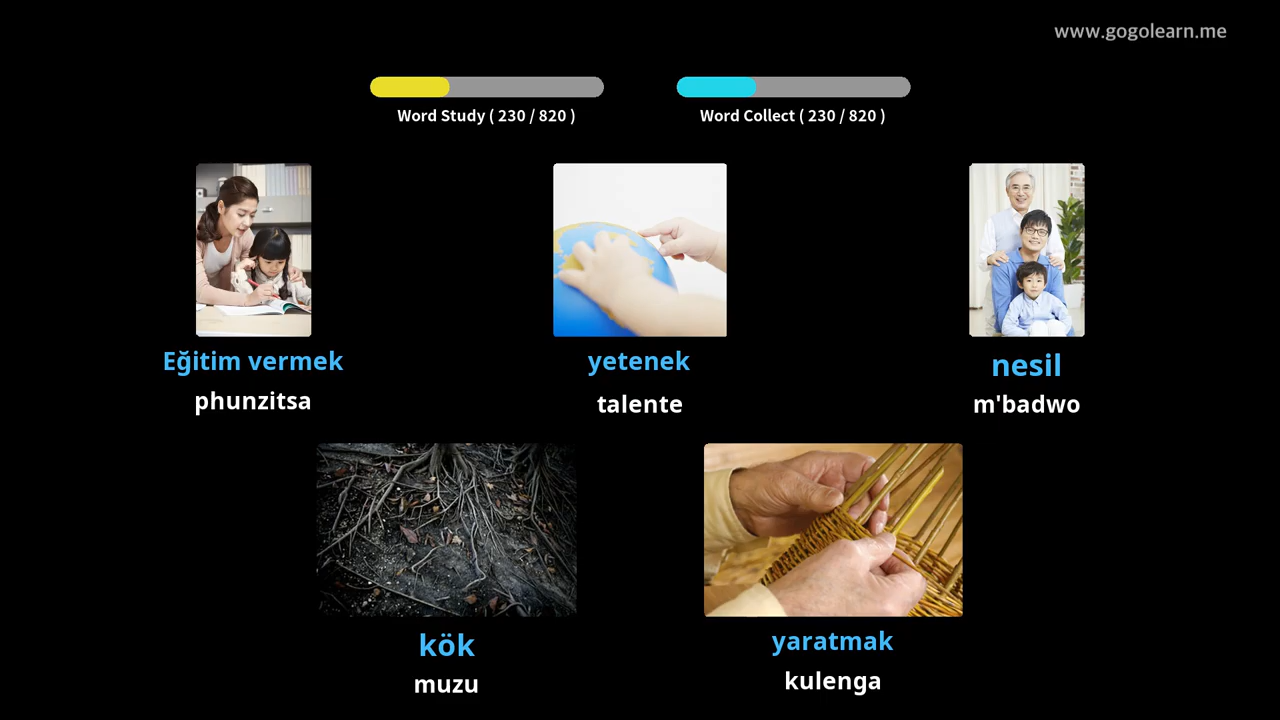 www.gogolearn.me
Word Study ( 230 / 820 )
Word Collect ( 230 / 820 )
Eğitim vermek
yetenek
nesil
phunzitsa
talente
m'badwo
kök
yaratmak
muzu
kulenga